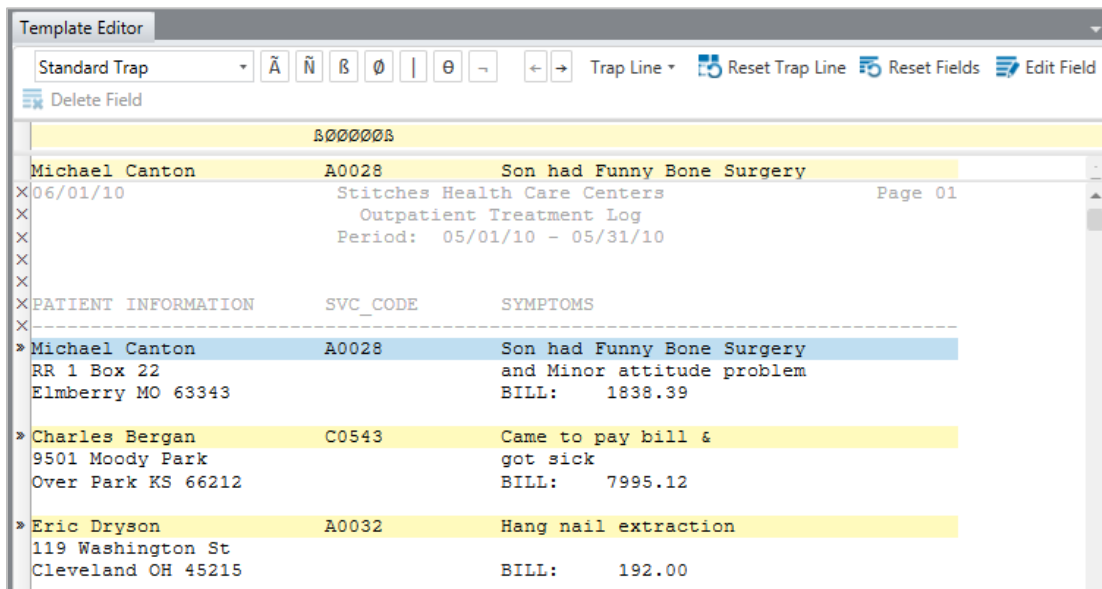 Template Editor
Standard Trap Ã Ñ ß Ø | ɵ ¬ ← → Trap Line Reset Trap Line Reset Fields Edit Field
Delete Field
ßØØØØØß
Michael Canton A0028 Son had Funny Bone Surgery
06/01/10 Stitches Health Care Centers Page 01
Outpatient Treatment Log
Period: 05/01/10 - 05/31/10
PATIENT INFORMATION SVC_CODE SYMPTOMS
-------------------------------------------------------------------------------
» Michael Canton A0028 Son had Funny Bone Surgery
RR 1 Box 22 and Minor attitude problem
Elmberry MO 63343 BILL: 1838.39
» Charles Bergan C0543 Came to pay bill &
9501 Moody Park got sick
Over Park KS 66212 BILL: 7995.12
» Eric Dryson A0032 Hang nail extraction
119 Washington St
Cleveland OH 45215 BILL: 192.00